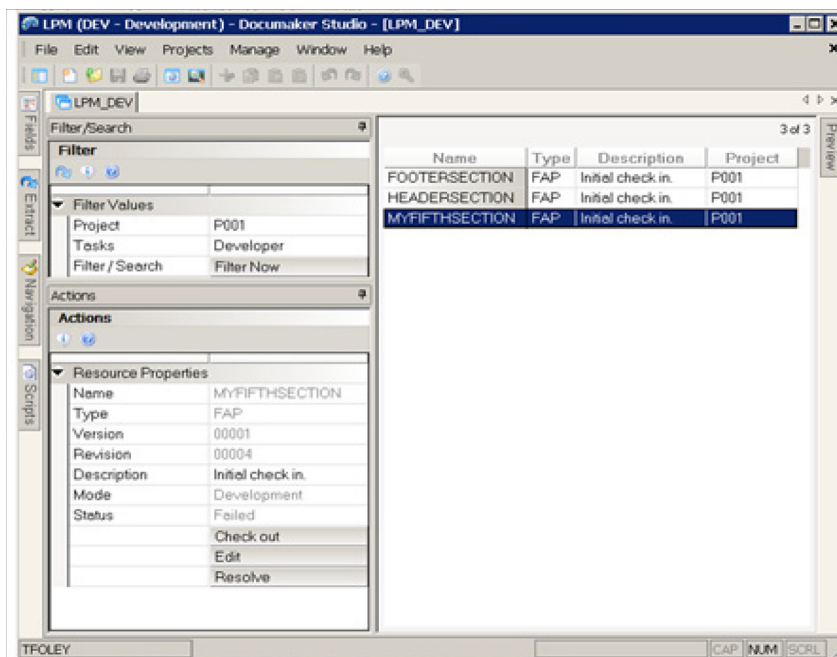 LPM (DEV - Development) - Documaker Studio - [LPM_DEV]
File Edit View Projects Manage Window Help
LPM_DEV
Fields
Extract
Navigation
Scripts
Filter/Search
Filter
Filter Values
Project P001
Tasks Developer
Filter / Search Filter Now
Actions
Actions
Resource Properties
Name MYFIFTHSECTION
Type FAP
Version 00001
Revision 00004
Description Initial check in.
Mode Development
Status Failed
Check out
Edit
Resolve
3 of 3
Name Type Description Project
FOOTERSECTION FAP Initial check in. P001
HEADERSECTION FAP Initial check in. P001
MYFIFTHSECTION FAP Initial check in. P001
Preview
TFOLEY CAP NUM SCRL